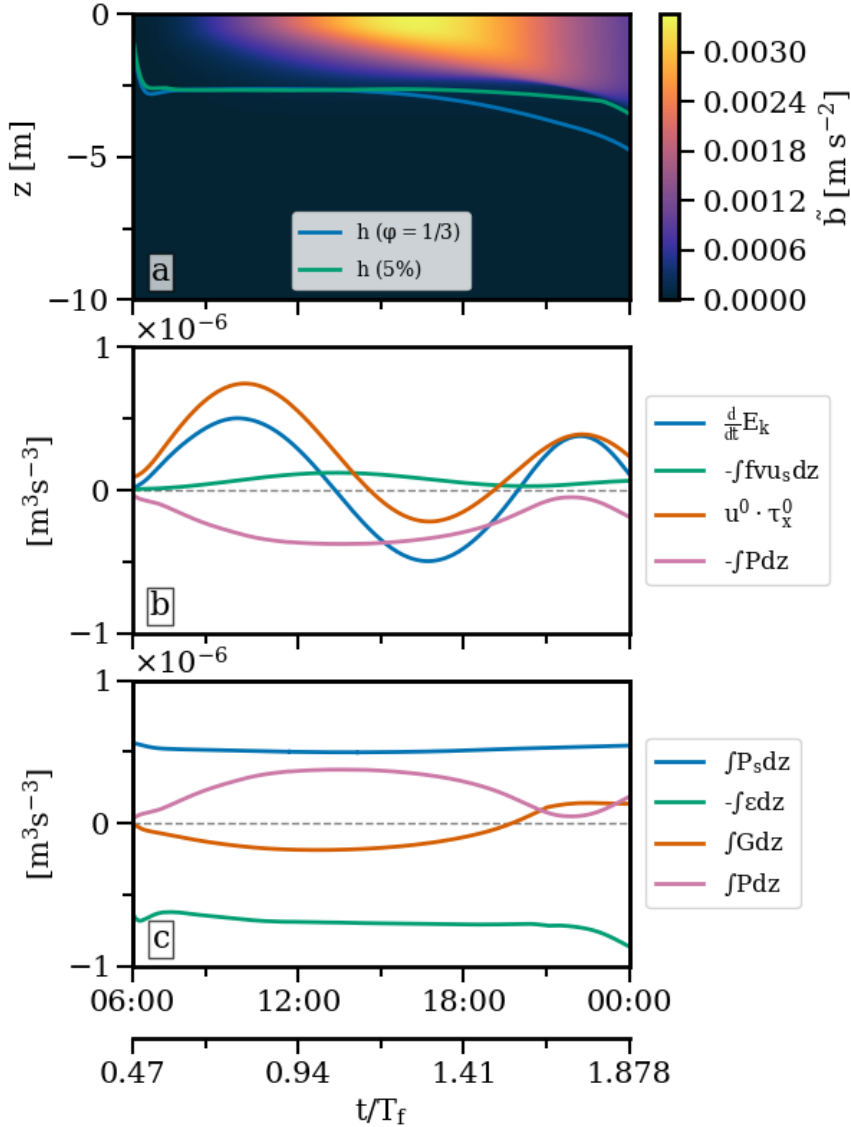 0
−5
−10
z [m]
h (φ = 1/3)
h (5%)
a
0.0030
0.0024
0.0018
0.0012
0.0006
0.0000
b̃ [m s⁻²]
×10⁻⁶
1
0
−1
[m³s⁻³]
b
d/dt Eₖ
-∫fvuₛdz
u⁰ · τₓ⁰
-∫Pdz
×10⁻⁶
1
0
−1
[m³s⁻³]
c
∫Pₛdz
-∫εdz
∫Gdz
∫Pdz
06:00 12:00 18:00 00:00
0.47 0.94 1.41 1.878
t/T_f